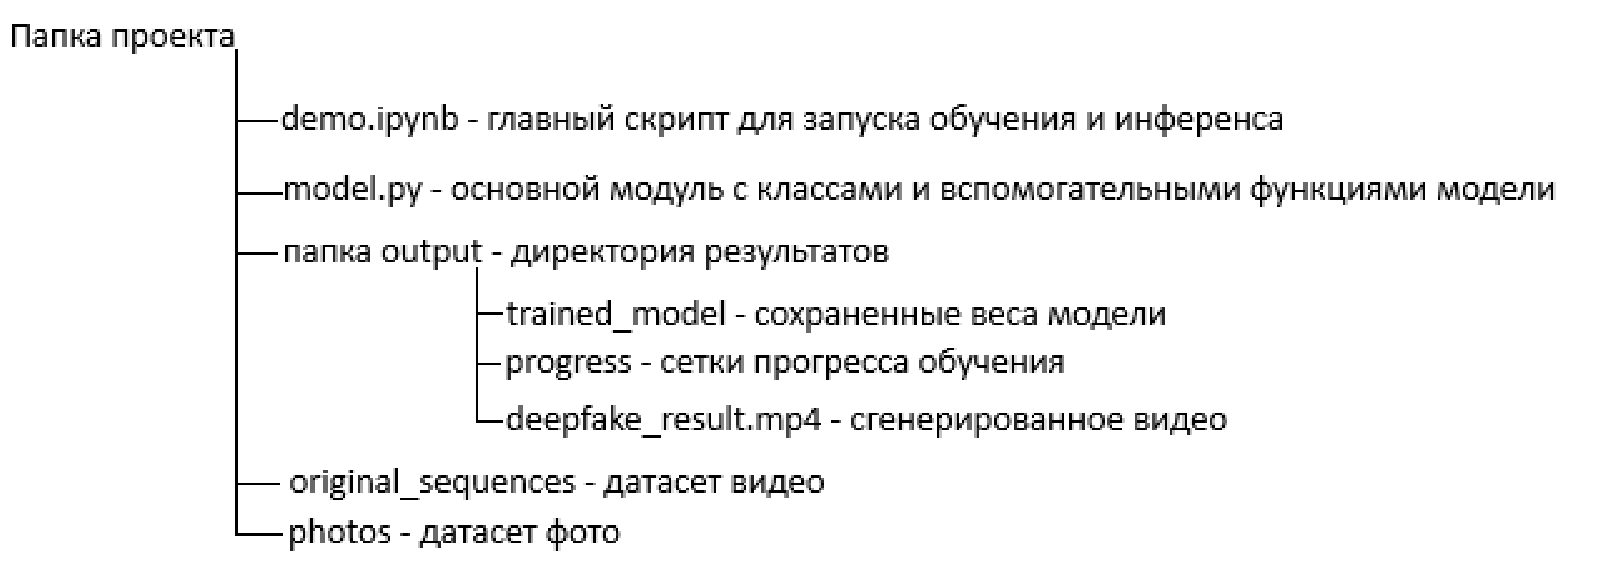 Папка проекта
demo.ipynb - главный скрипт для запуска обучения и инференса
model.py - основной модуль с классами и вспомогательными функциями модели
папка output - директория результатов
trained_model - сохраненные веса модели
progress - сетки прогресса обучения
deepfake_result.mp4 - сгенерированное видео
original_sequences - датасет видео
photos - датасет фото